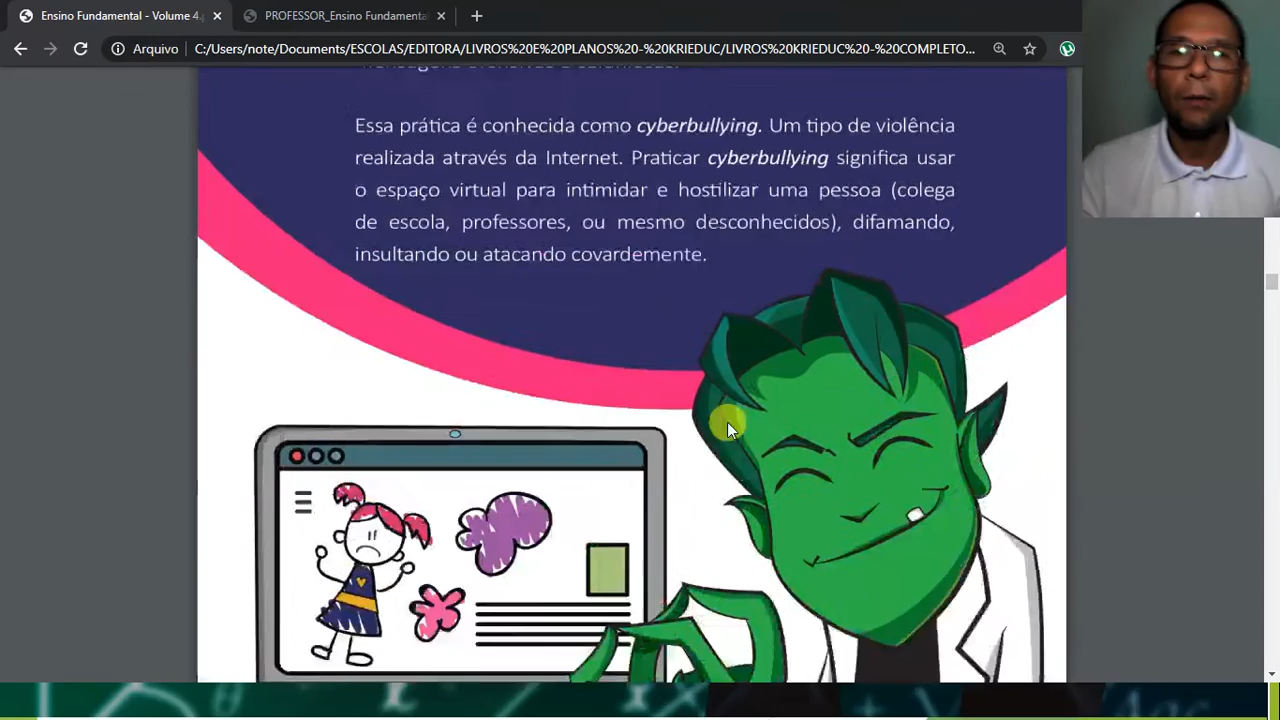 Ensino Fundamental - Volume 4.
PROFESSOR_Ensino Fundamental
Arquivo C:/Users/note/Documents/ESCOLAS/EDITORA/LIVROS%20E%20PLANOS%20-%20KRIEDUC/LIVROS%20KRIEDUC%20-%20COMPLETO...
Essa prática é conhecida como cyberbullying. Um tipo de violência
realizada através da Internet. Praticar cyberbullying significa usar
o espaço virtual para intimidar e hostilizar uma pessoa (colega
de escola, professores, ou mesmo desconhecidos), difamando,
insultando ou atacando covardemente.